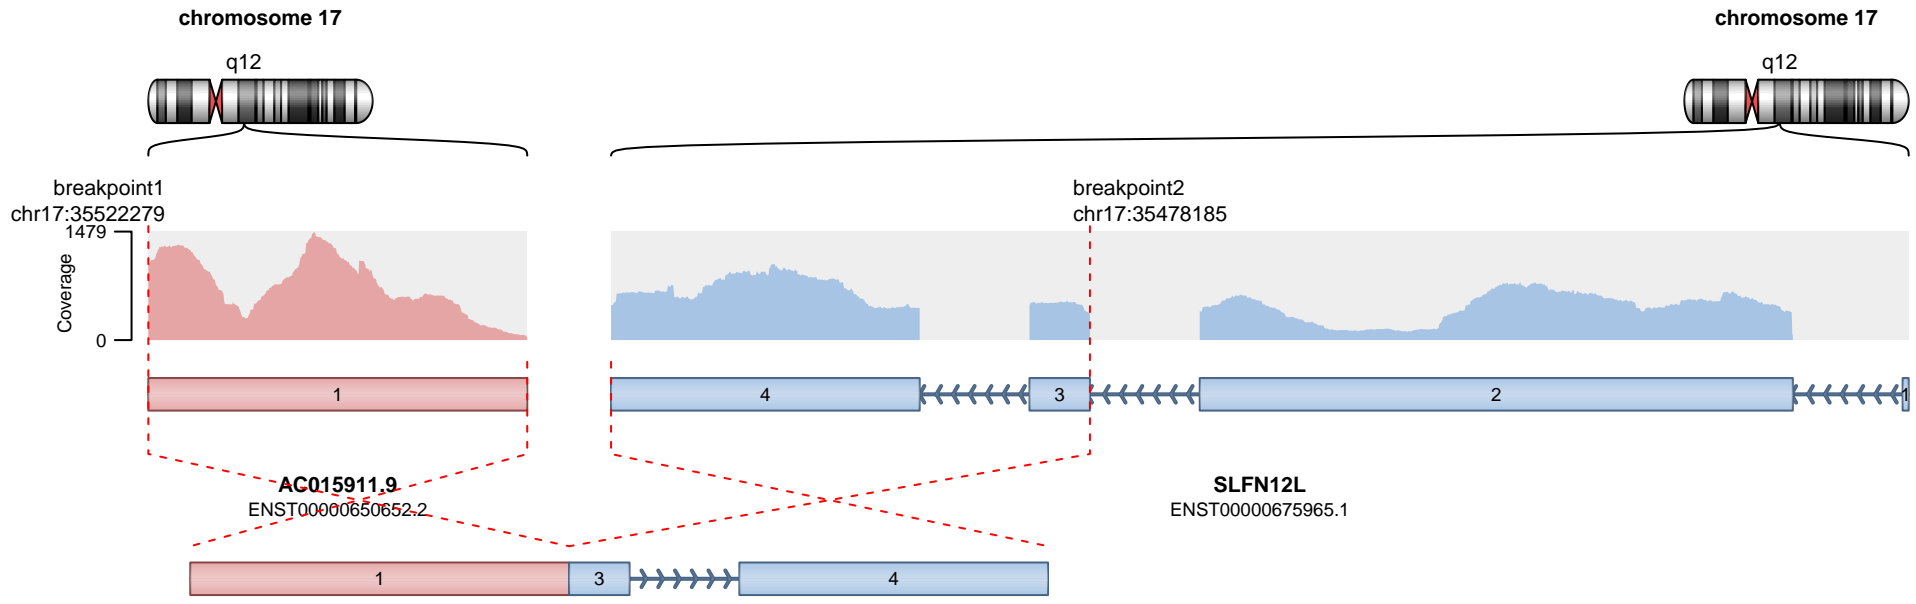 chromosome 17
chromosome 17
q12
q12
breakpoint1
chr17:35522279
breakpoint2
chr17:35478185
1479
Coverage
0
1
4
3
2
1
AC015911.9
ENST00000650652.2
SLFN12L
ENST00000675965.1
1
3
4